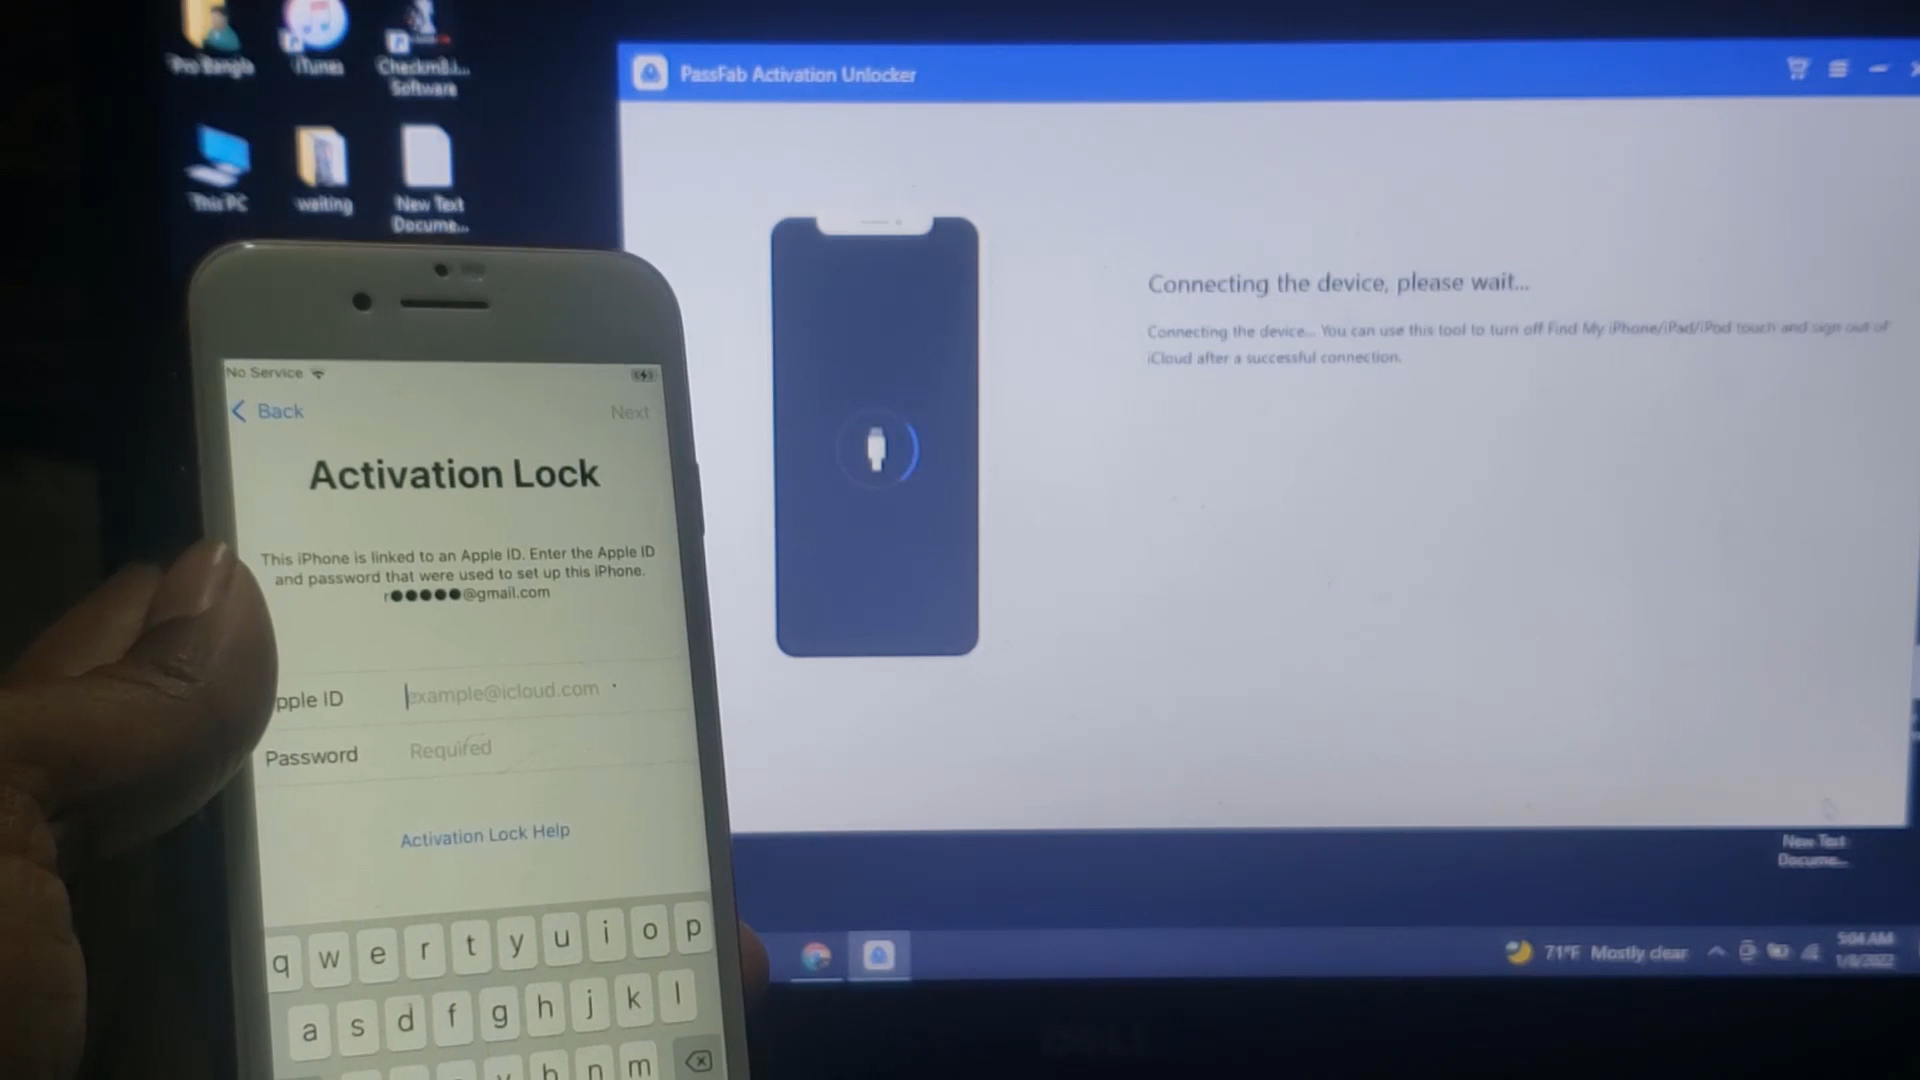 Pro Bangla
iTunes
Checkm8.i...
Software
This PC
waiting
New Text
Docume...
PassFab Activation Unlocker
Connecting the device, please wait...
Connecting the device... You can use this tool to turn off Find My iPhone/iPad/iPod touch and sign out of
iCloud after a successful connection.
No Service
Back
Next
Activation Lock
This iPhone is linked to an Apple ID. Enter the Apple ID
and password that were used to set up this iPhone.
r●●●●●@gmail.com
pple ID
example@icloud.com
Password
Required
Activation Lock Help
q w e r t y u i o p
a s d f g h j k l
v b n m
New Text
Docume...
71°F Mostly clear
5:04 AM
DELL